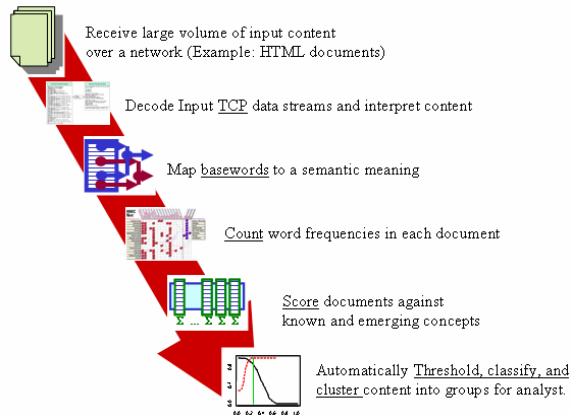 Receive large volume of input content
over a network (Example: HTML documents)
Decode Input TCP data streams and interpret content
Map basewords to a semantic meaning
Count word frequencies in each document
Score documents against
known and emerging concepts
Σ ... Σ Σ Σ
Automatically Threshold, classify, and
cluster content into groups for analyst.